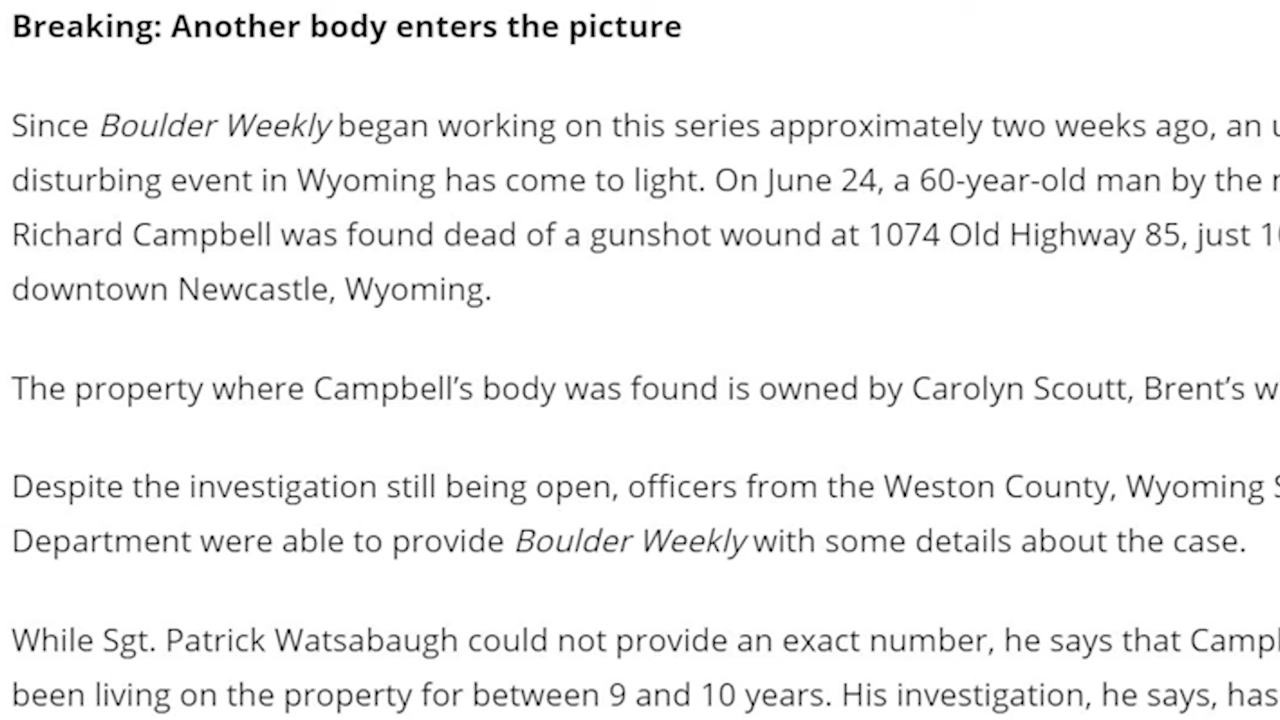 Breaking: Another body enters the picture
Since Boulder Weekly began working on this series approximately two weeks ago, an
disturbing event in Wyoming has come to light. On June 24, a 60-year-old man by the
Richard Campbell was found dead of a gunshot wound at 1074 Old Highway 85, just
downtown Newcastle, Wyoming.
The property where Campbell’s body was found is owned by Carolyn Scoutt, Brent’s
Despite the investigation still being open, officers from the Weston County, Wyoming
Department were able to provide Boulder Weekly with some details about the case.
While Sgt. Patrick Watsabaugh could not provide an exact number, he says that
been living on the property for between 9 and 10 years. His investigation, he says, has